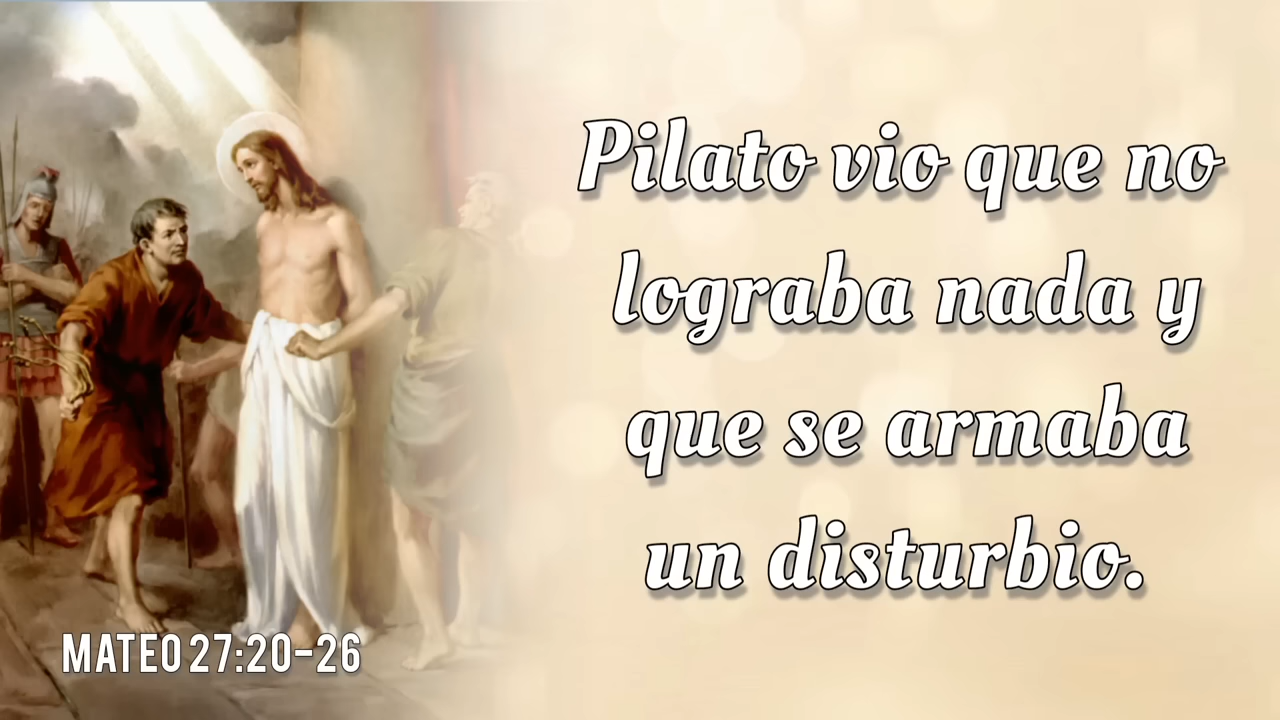 Pilato vio que no
lograba nada y
que se armaba
un disturbio.
MATEO 27:20-26